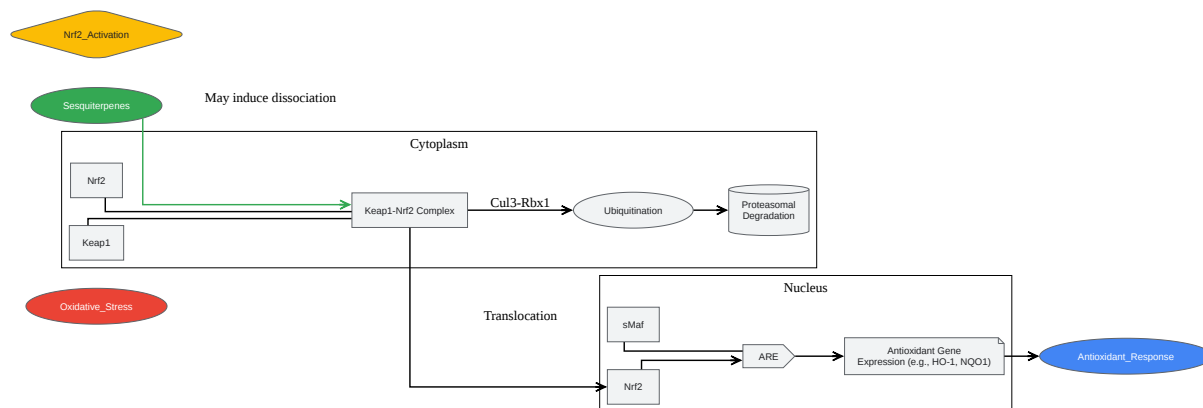 Nrf2_Activation
Sesquiterpenes
May induce dissociation
Cytoplasm
Nrf2
Keap1
Keap1-Nrf2 Complex
Cul3-Rbx1
Ubiquitination
Proteasomal
Degradation
Oxidative_Stress
Translocation
Nucleus
sMaf
Nrf2
ARE
Antioxidant Gene
Expression (e.g., HO-1, NQO1)
Antioxidant_Response